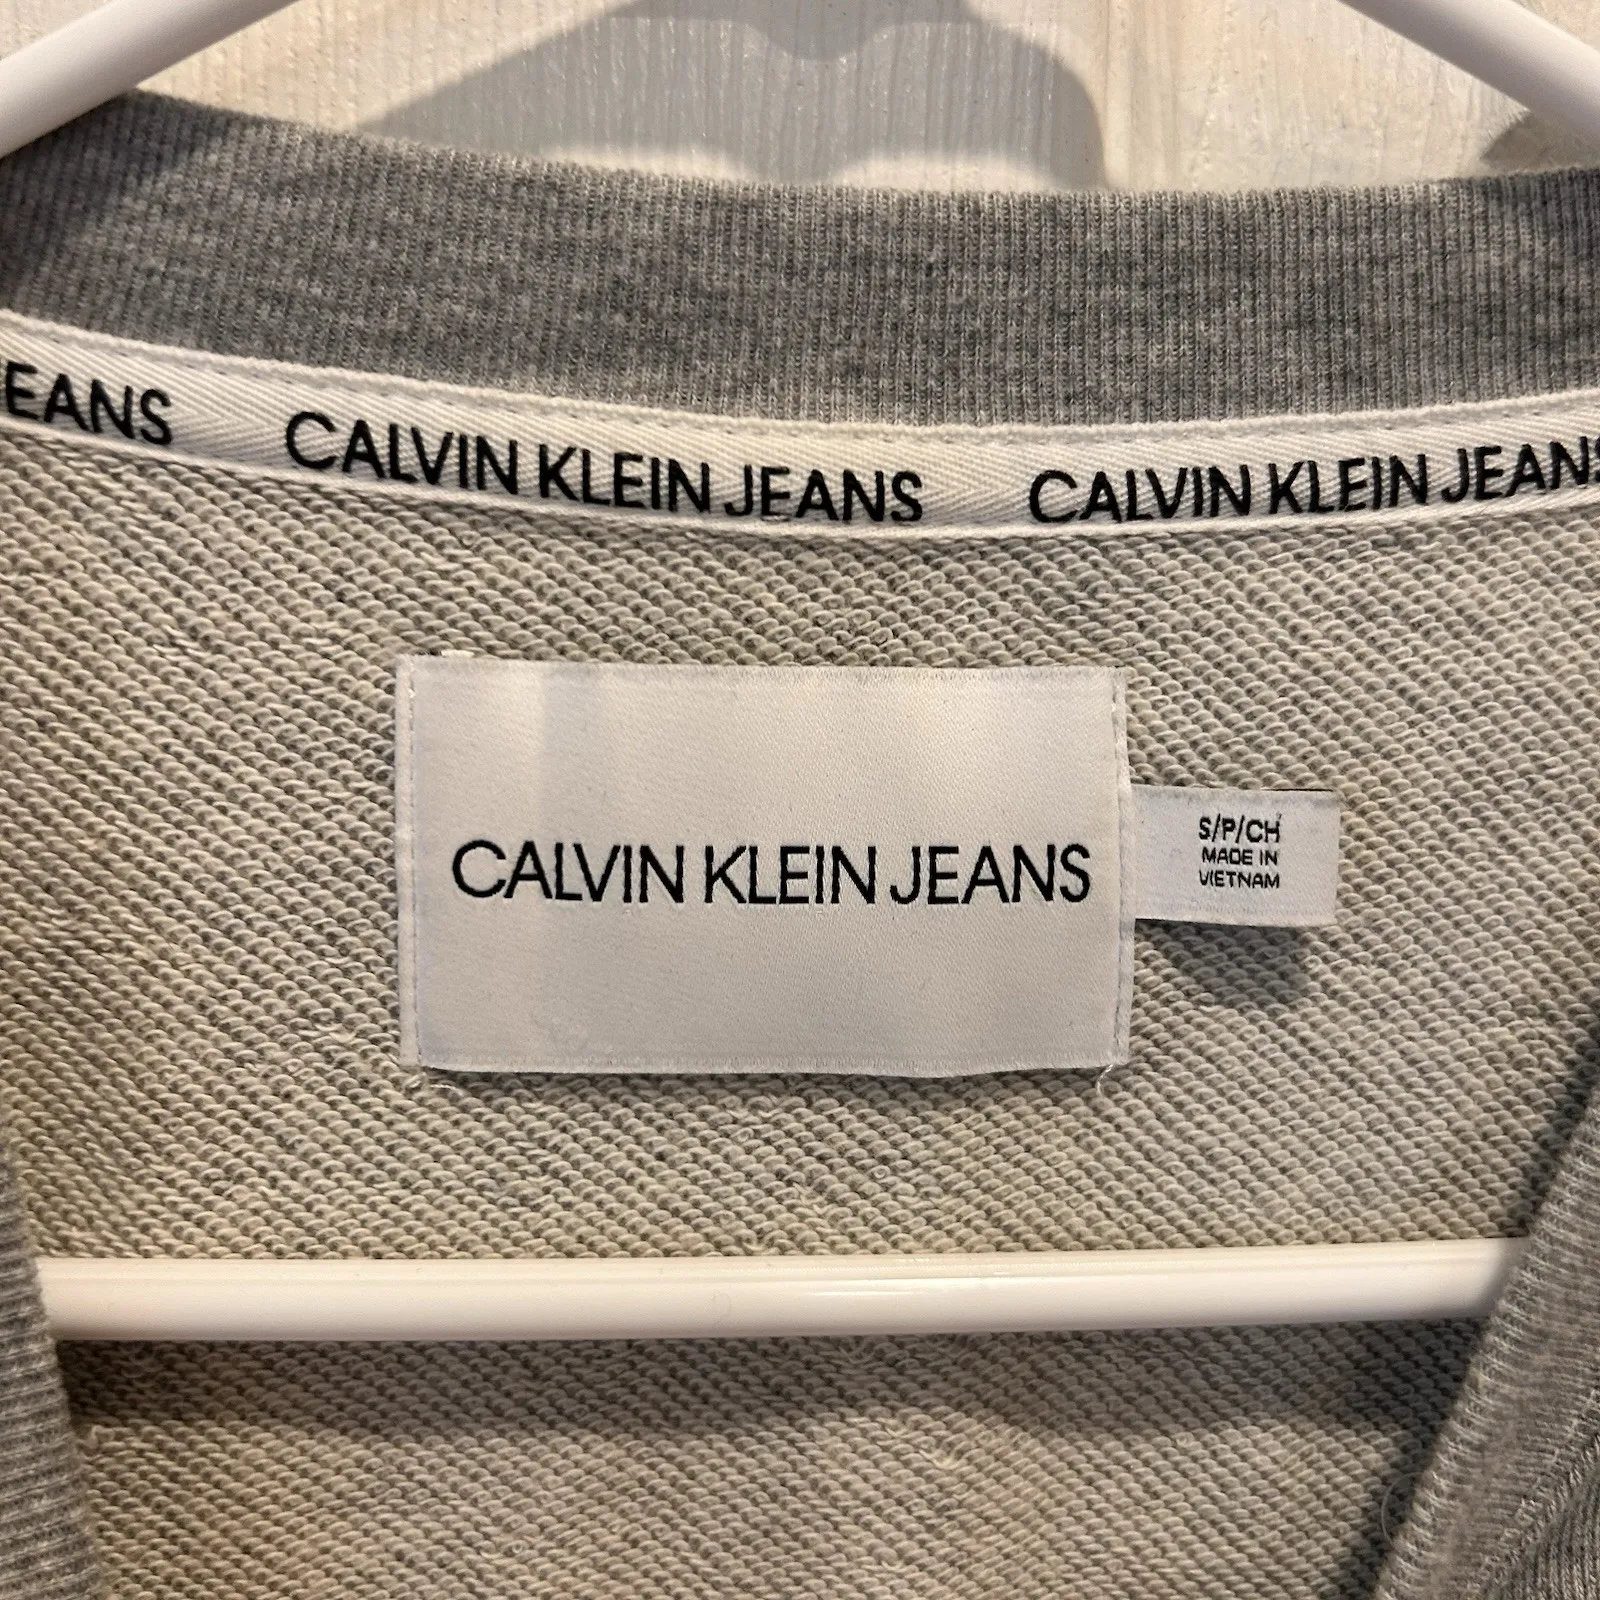 EANS CALVIN KLEIN JEANS CALVIN KLEIN JEANS
CALVIN KLEIN JEANS
S/P/CH
MADE IN
VIETNAM